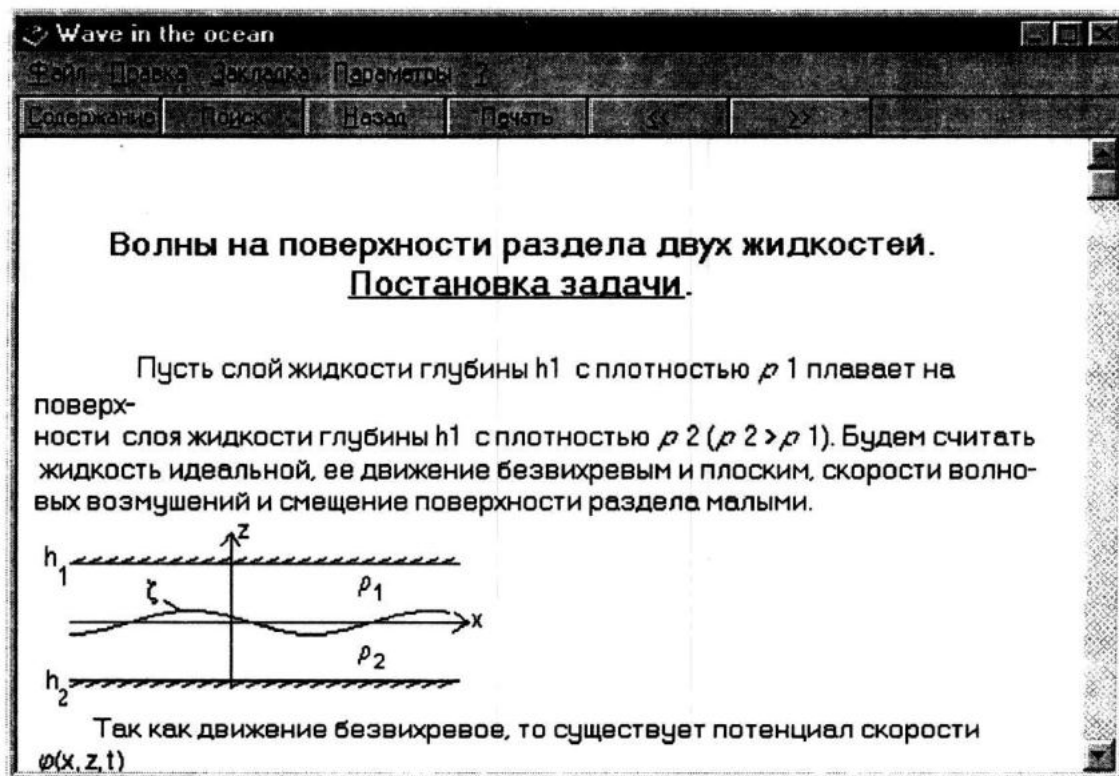 Wave in the ocean
Файл Правка Закладка Параметры ?
Содержание Поиск Назад Печать << >>
Волны на поверхности раздела двух жидкостей.
Постановка задачи.
Пусть слой жидкости глубины h1 с плотностью ρ 1 плавает на
поверх-
ности слоя жидкости глубины h1 с плотностью ρ 2 (ρ 2 >ρ 1). Будем считать
жидкость идеальной, ее движение безвихревым и плоским, скорости волно-
вых возмушений и смещение поверхности раздела малыми.
z
h1
ζ
ρ1
x
ρ2
h2
Так как движение безвихревое, то существует потенциал скорости
φ(x, z, t)